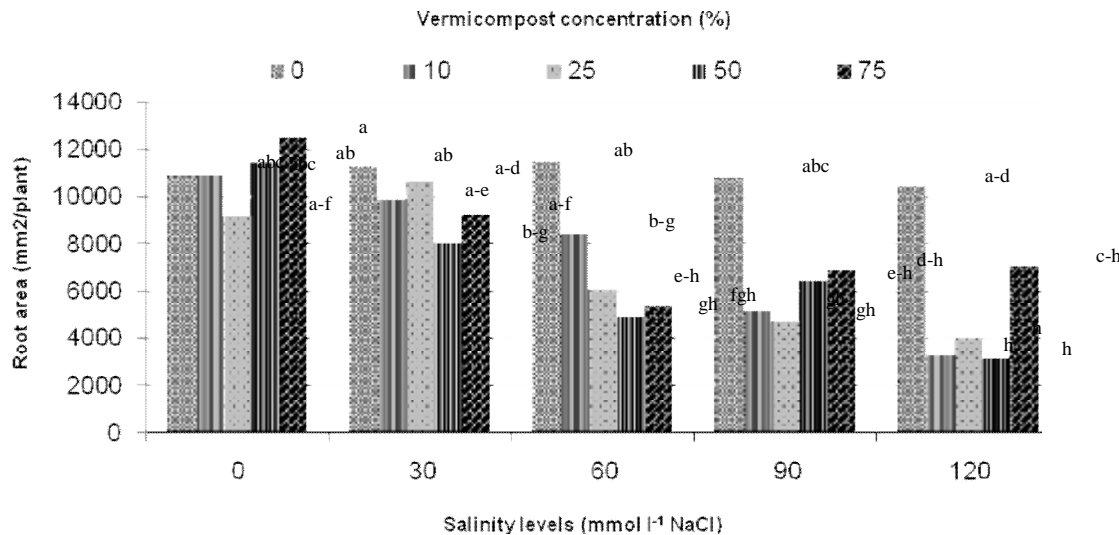 Vermicompost concentration (%)
0 10 25 50 75
Root area (mm2/plant)
14000
12000
10000
8000
6000
4000
2000
0
abc
abc
a-f
ab
a
ab
a-e
a-d
b-g
ab
a-f
b-g
e-h
gh
fgh
abc
gh
gh
e-h
d-h
a-d
h
h
h
c-h
0 30 60 90 120
Salinity levels (mmol l-1 NaCl)